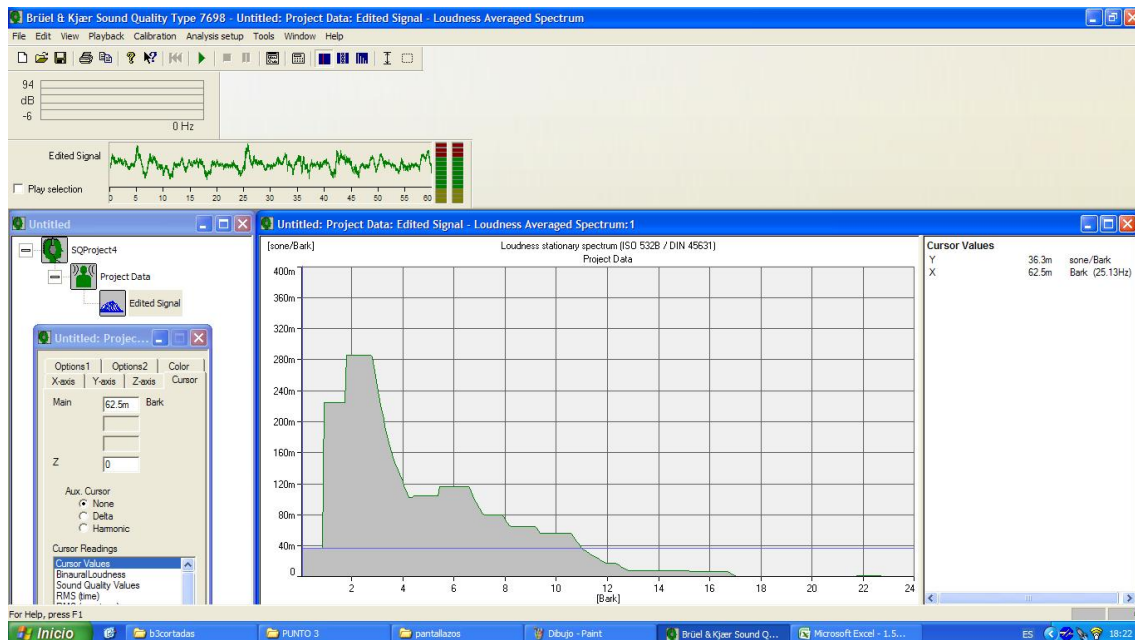 Brüel & Kjær Sound Quality Type 7698 - Untitled: Project Data: Edited Signal - Loudness Averaged Spectrum
File Edit View Playback Calibration Analysis setup Tools Window Help
94
dB
-6
0 Hz
Edited Signal
Play selection
0 5 10 15 20 25 30 35 40 45 50 55 60
Untitled
SQProject4
Project Data
Edited Signal
Untitled: Projec...
Options1 Options2 Color
X-axis Y-axis Z-axis Cursor
Main 62.5m Bark
Z 0
Aux. Cursor
None
Delta
Harmonic
Cursor Readings
Cursor Values
BinauralLoudness
Sound Quality Values
RMS (time)
Untitled: Project Data: Edited Signal - Loudness Averaged Spectrum:1
[sone/Bark] Loudness stationary spectrum (ISO 532B / DIN 45631)
Project Data
400m
360m
320m
280m
240m
200m
160m
120m
80m
40m
0
2 4 6 8 10 12 14 16 18 20 22 24
[Bark]
Cursor Values
Y 36.3m sone/Bark
X 62.5m Bark (25.13Hz)
For Help, press F1
Inicio b3cortadas PUNTO 3 pantallazos Dibujo - Paint Brüel & Kjær Sound Q... Microsoft Excel - 1.5... ES 18:22